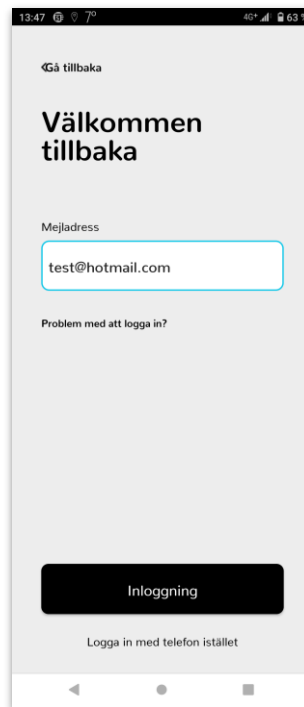 13:47 7° 4G+ 63 %
Gå tillbaka
Välkommen
tillbaka
Mejladress
test@hotmail.com
Problem med att logga in?
Inloggning
Logga in med telefon istället